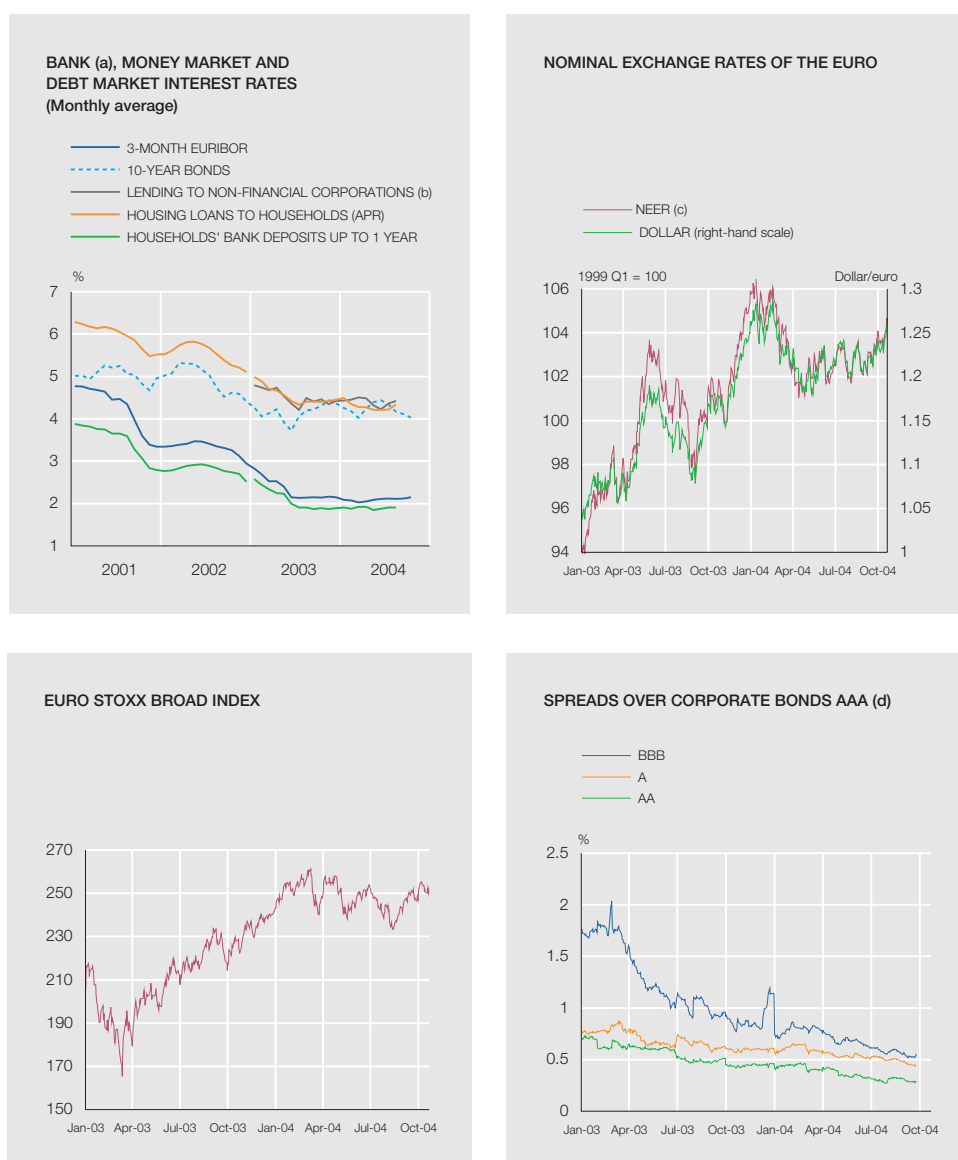 BANK (a), MONEY MARKET AND
DEBT MARKET INTEREST RATES
(Monthly average)
3-MONTH EURIBOR
10-YEAR BONDS
LENDING TO NON-FINANCIAL CORPORATIONS (b)
HOUSING LOANS TO HOUSEHOLDS (APR)
HOUSEHOLDS' BANK DEPOSITS UP TO 1 YEAR
%
7
6
5
4
3
2
1
2001 2002 2003 2004
NOMINAL EXCHANGE RATES OF THE EURO
NEER (c)
DOLLAR (right-hand scale)
1999 Q1 = 100 Dollar/euro
106 1.3
104 1.25
102 1.2
100 1.15
98 1.1
96 1.05
94 1
Jan-03 Apr-03 Jul-03 Oct-03 Jan-04 Apr-04 Jul-04 Oct-04
EURO STOXX BROAD INDEX
270
250
230
210
190
170
150
Jan-03 Apr-03 Jul-03 Oct-03 Jan-04 Apr-04 Jul-04 Oct-04
SPREADS OVER CORPORATE BONDS AAA (d)
BBB
A
AA
%
2.5
2
1.5
1
0.5
0
Jan-03 Apr-03 Jul-03 Oct-03 Jan-04 Apr-04 Jul-04 Oct-04